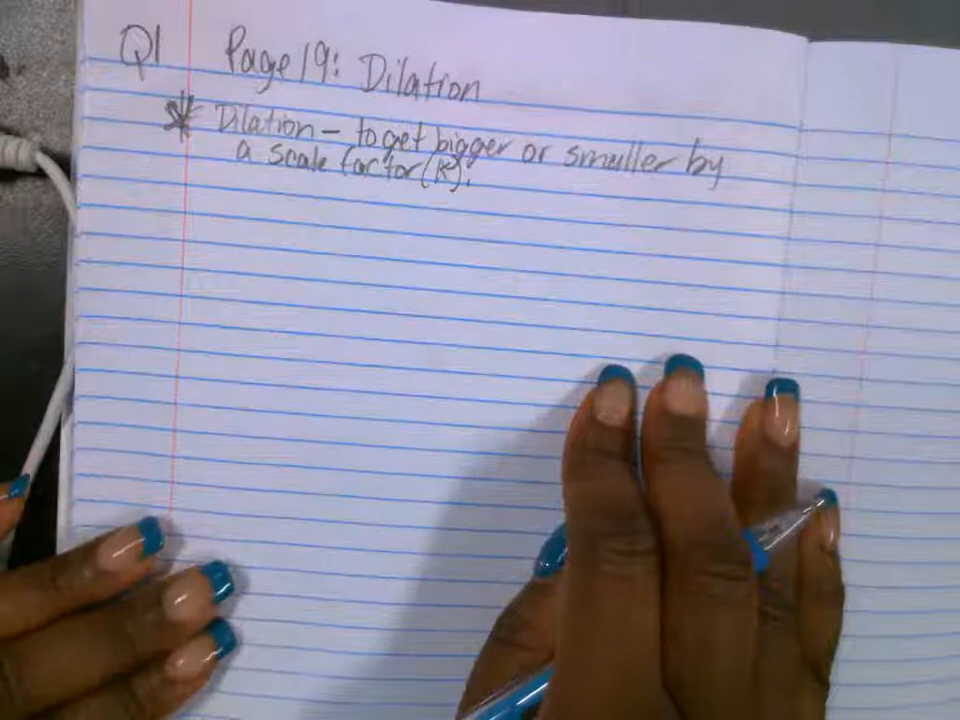 Q1 Page 19: Dilation
* Dilation - to get bigger or smaller by
a scale factor (k).